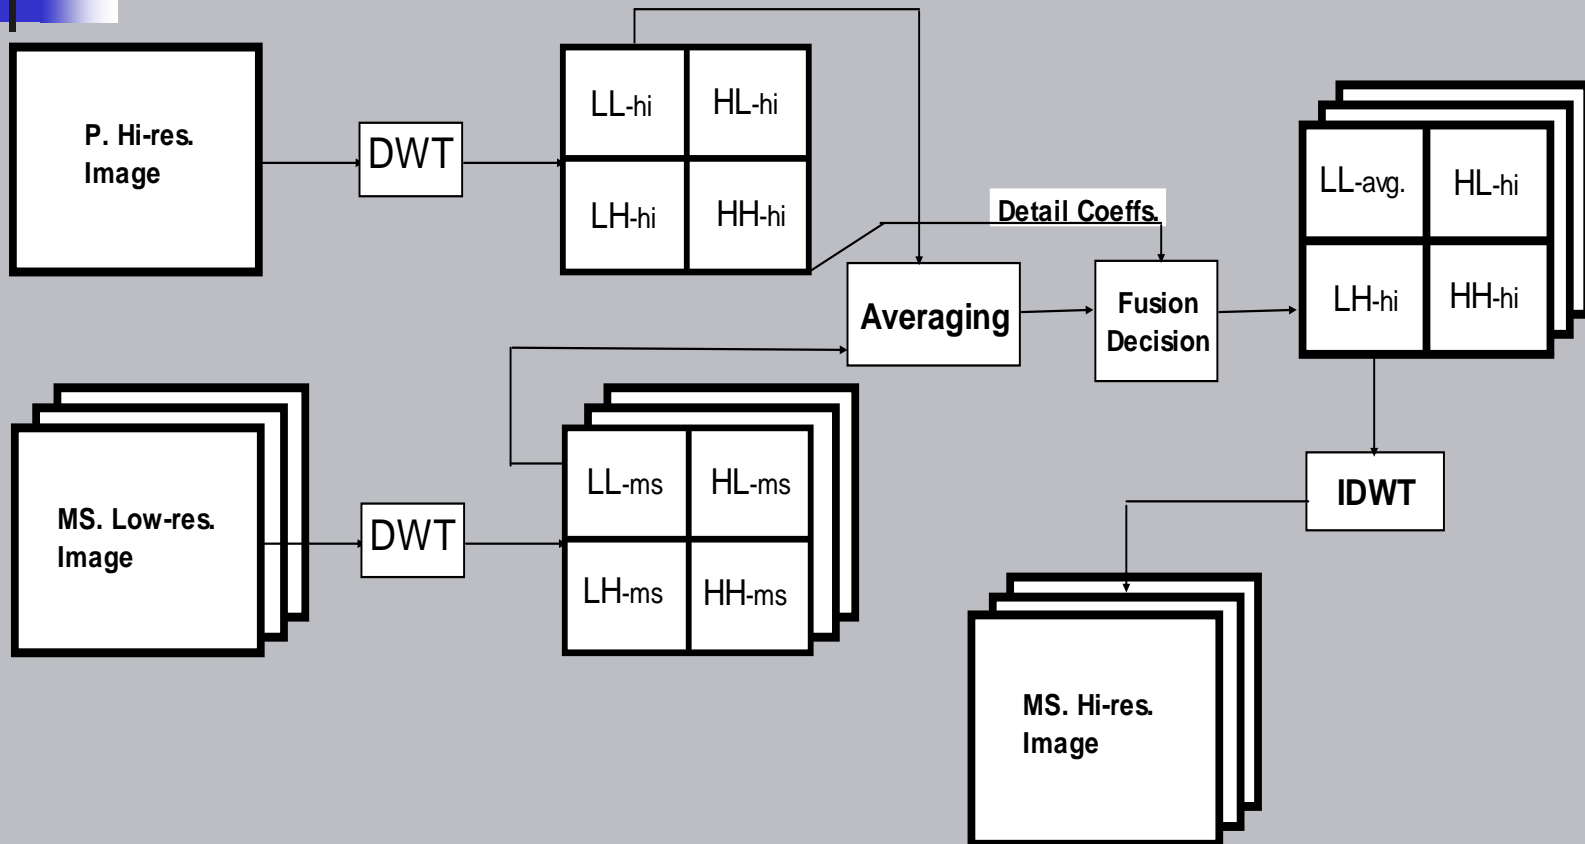 P. Hi-res.
Image
DWT
LL-hi
HL-hi
LH-hi
HH-hi
Detail Coeffs.
Averaging
Fusion
Decision
LL-avg.
HL-hi
LH-hi
HH-hi
MS. Low-res.
Image
DWT
LL-ms
HL-ms
LH-ms
HH-ms
IDWT
MS. Hi-res.
Image